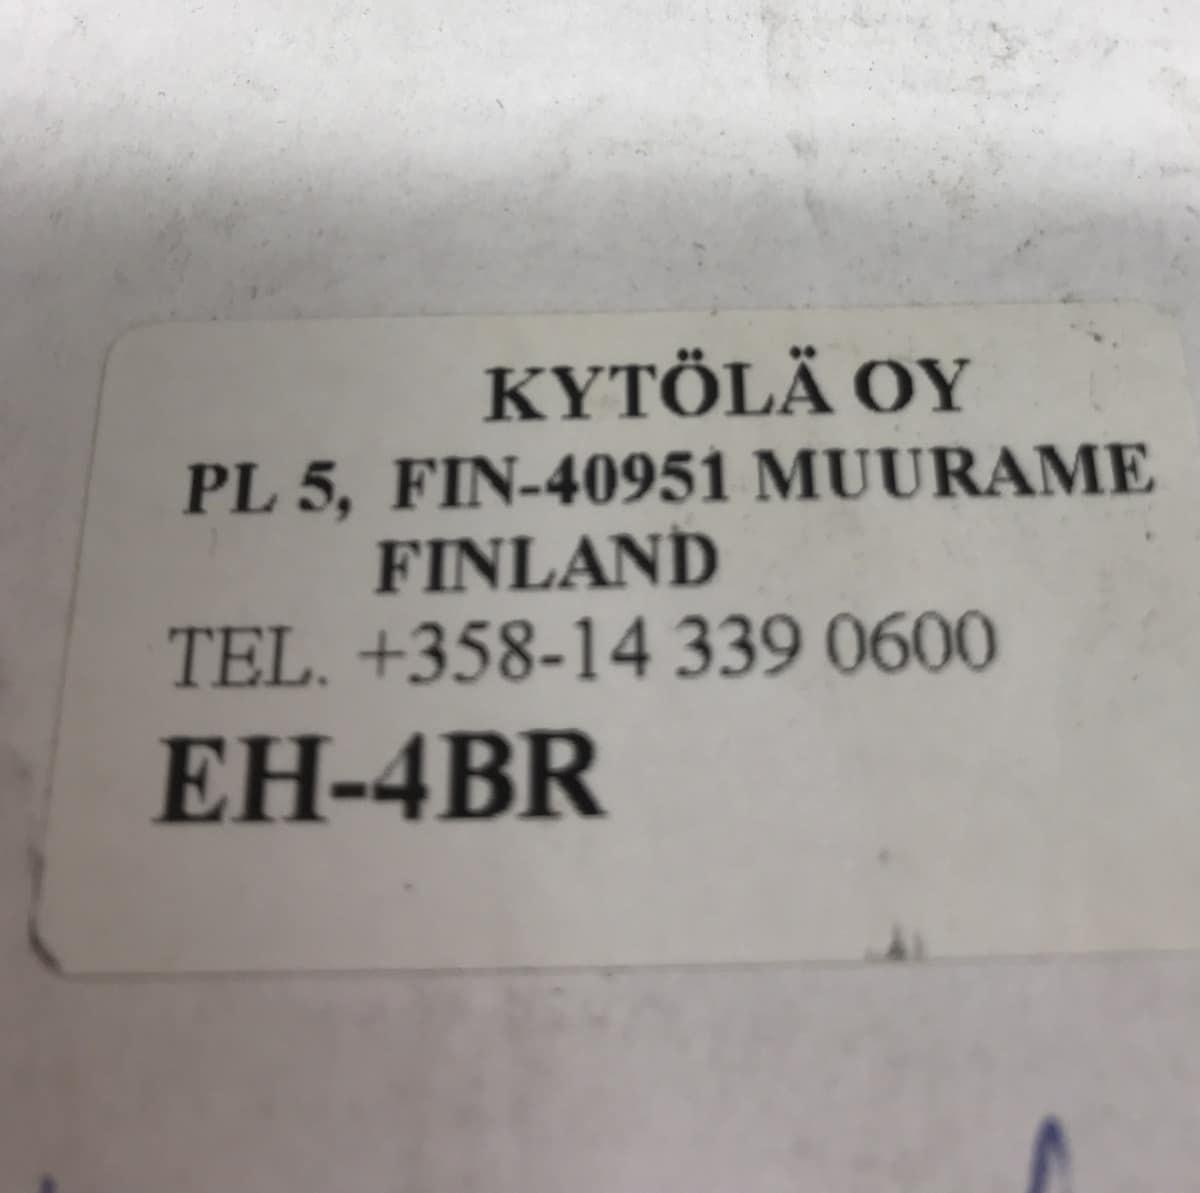 KYTÖLÄ OY
PL 5, FIN-40951 MUURAME
FINLAND
TEL. +358-14 339 0600
EH-4BR